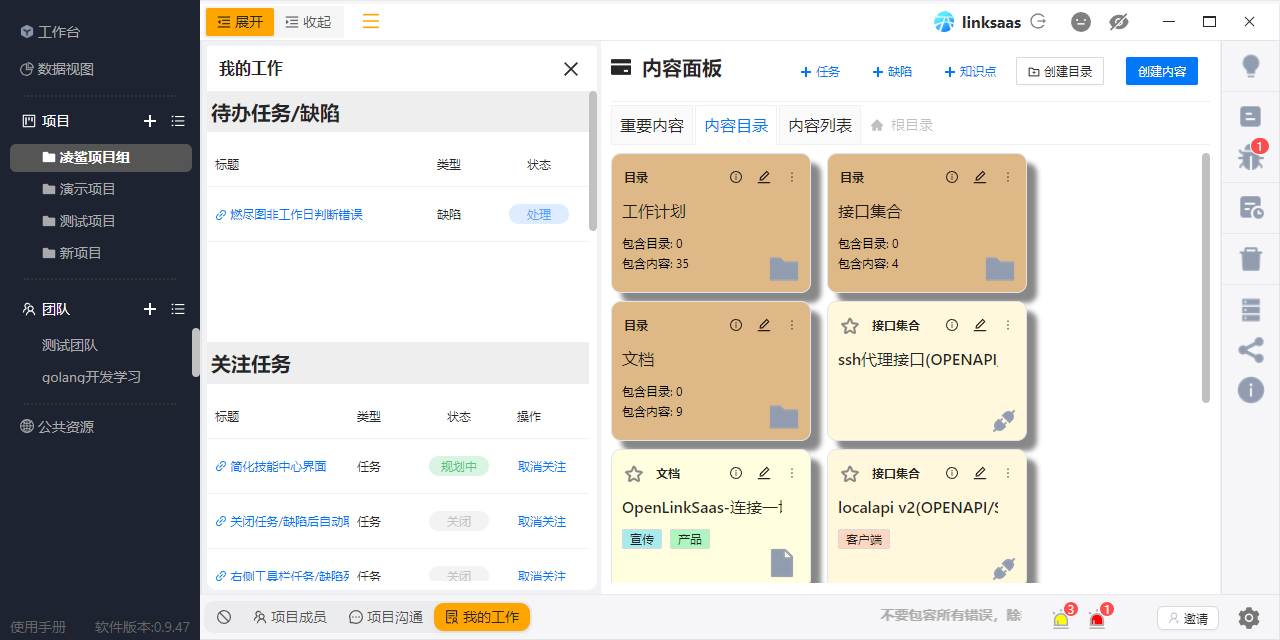 工作台
数据视图
项目
凌鲨项目组
演示项目
测试项目
新项目
团队
测试团队
golang开发学习
公共资源
使用手册
软件版本:0.9.47
展开
收起
linksaas
我的工作
待办任务/缺陷
标题 类型 状态
燃尽图非工作日判断错误 缺陷 处理
关注任务
标题 类型 状态 操作
简化技能中心界面 任务 规划中 取消关注
关闭任务/缺陷后自动取 任务 关闭 取消关注
右侧工具栏任务/缺陷列 任务 关闭 取消关注
内容面板
+ 任务
+ 缺陷
+ 知识点
创建目录
创建内容
重要内容
内容目录
内容列表
根目录
目录
工作计划
包含目录: 0
包含内容: 35
目录
接口集合
包含目录: 0
包含内容: 4
目录
文档
包含目录: 0
包含内容: 9
接口集合
ssh代理接口(OPENAPI/
文档
OpenLinkSaas-连接一切
宣传
产品
接口集合
localapi v2(OPENAPI/S
客户端
1
项目成员
项目沟通
我的工作
不要包容所有错误，除
3
1
邀请